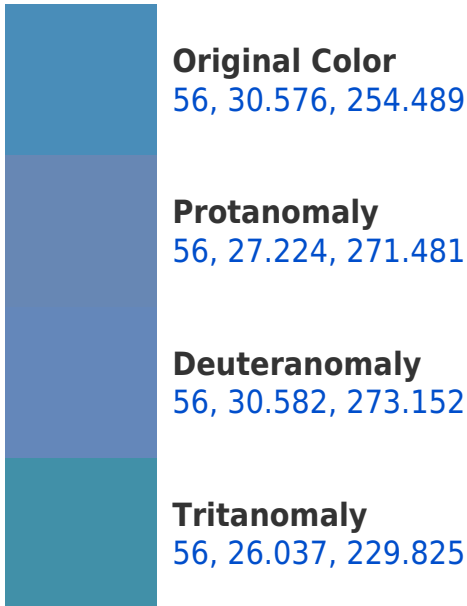 Original Color
56, 30.576, 254.489
Protanomaly
56, 27.224, 271.481
Deuteranomaly
56, 30.582, 273.152
Tritanomaly
56, 26.037, 229.825